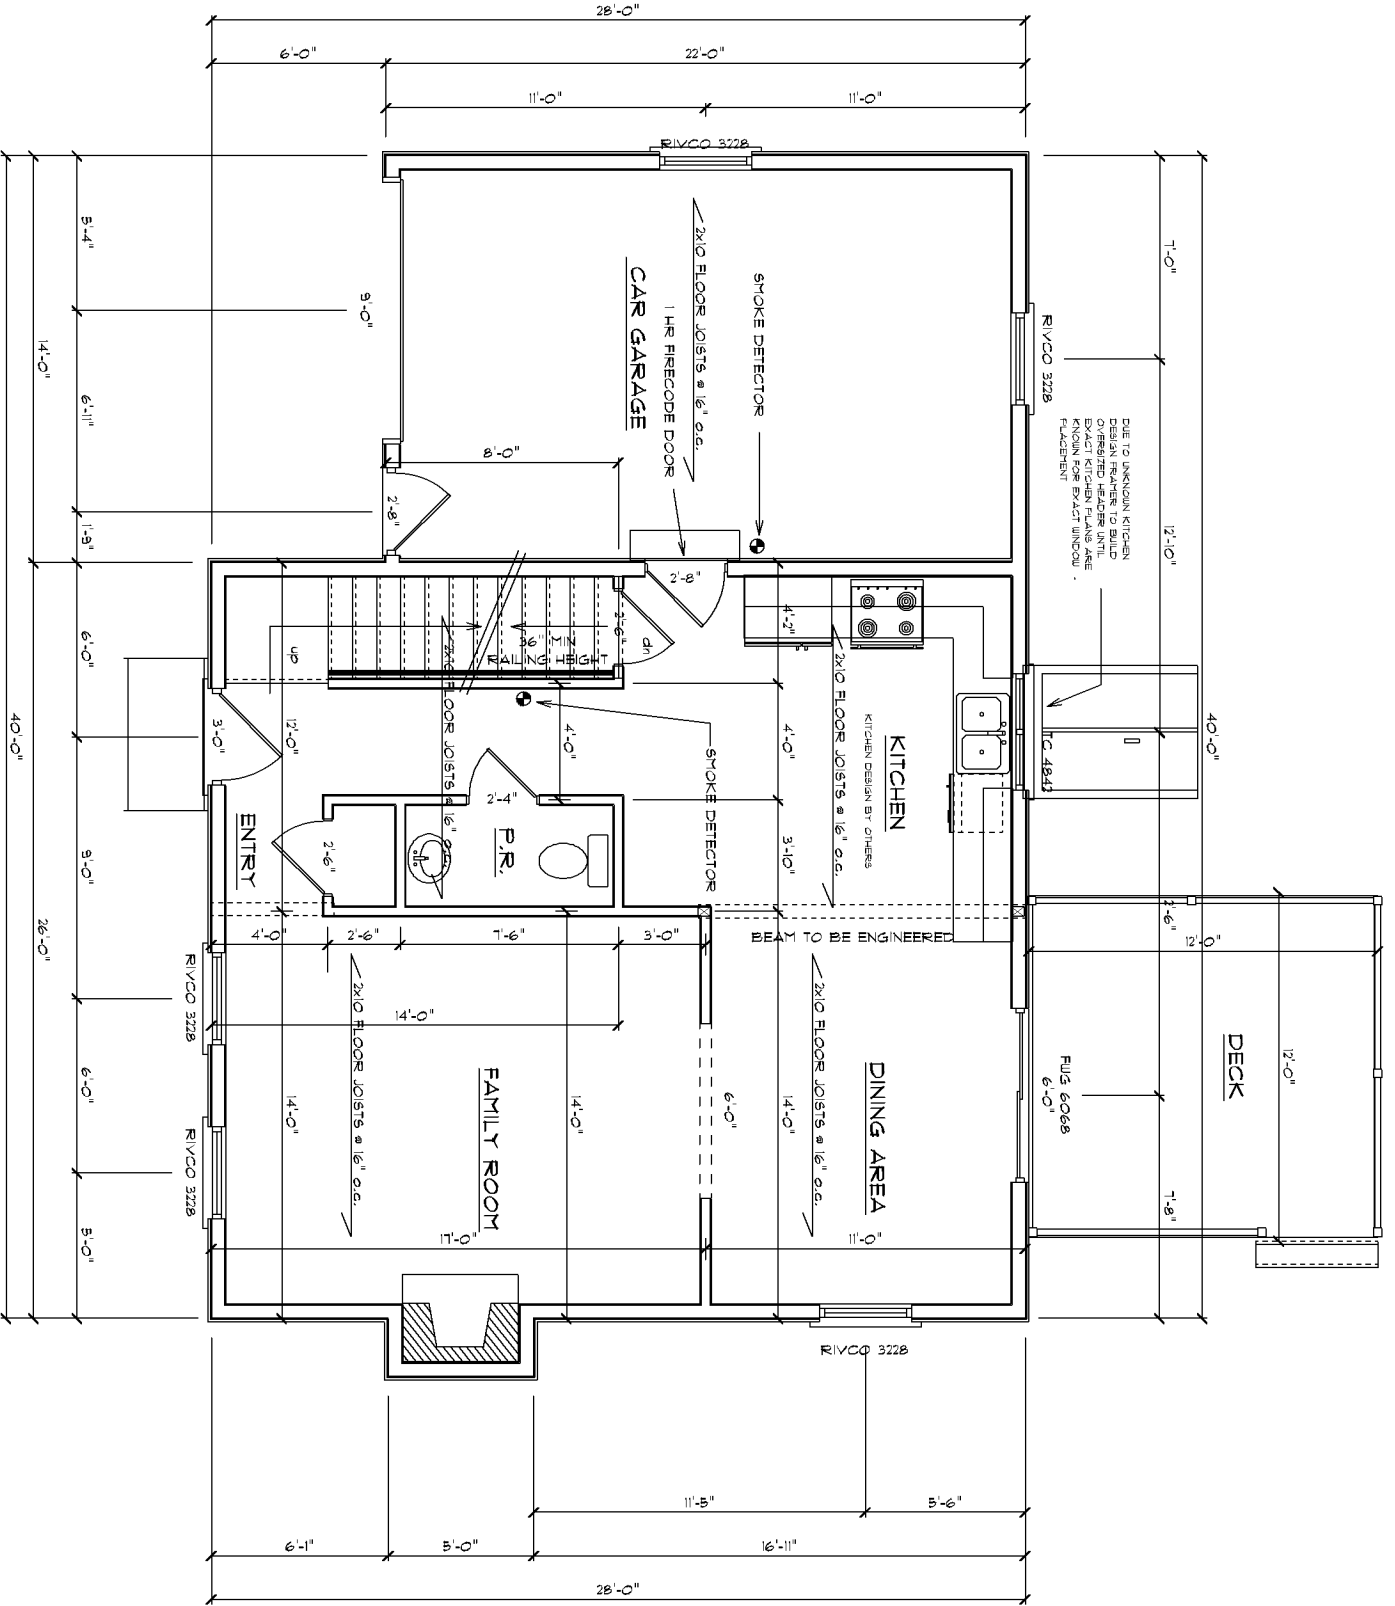 28'-0"
6'-0"
22'-0"
11'-0"
11'-0"
RIVCO 3228
5'-4"
9'-0"
6'-11"
14'-0"
1'-9"
40'-0"
26'-0"
6'-0"
9'-0"
6'-0"
5'-0"
CAR GARAGE
1 HR FIRECODE DOOR
2x10 FLOOR JOISTS @ 16" o.c.
SMOKE DETECTOR
RIVCO 3228
7'-0"
12'-10"
2'-6"
7'-8"
40'-0"
DUE TO UNKNOWN KITCHEN
DESIGN FRAMER TO BUILD
OVERSIZED HEADER UNTIL
EXACT KITCHEN PLANS ARE
KNOWN FOR EXACT WINDOW
PLACEMENT
8'-0"
2'-8"
2'-8"
2'-6"
dn
up
36" MIN
RAILING HEIGHT
2x10 FLOOR JOISTS @ 16" o.c.
4'-2"
4'-0"
3'-10"
14'-0"
2x10 FLOOR JOISTS @ 16" o.c.
KITCHEN DESIGN BY OTHERS
KITCHEN
TC 4842
3'-0"
12'-0"
4'-0"
SMOKE DETECTOR
2'-4"
P.R.
2'-6"
ENTRY
BEAM TO BE ENGINEERED
4'-0"
2'-6"
7'-6"
3'-0"
12'-0"
12'-0"
DECK
FWG 6068
6'-0"
RIVCO 3228
RIVCO 3228
14'-0"
14'-0"
2x10 FLOOR JOISTS @ 16" o.c.
FAMILY ROOM
14'-0"
6'-0"
2x10 FLOOR JOISTS @ 16" o.c.
DINING AREA
17'-0"
11'-0"
RIVCO 3228
11'-5"
5'-6"
6'-1"
5'-0"
16'-11"
28'-0"